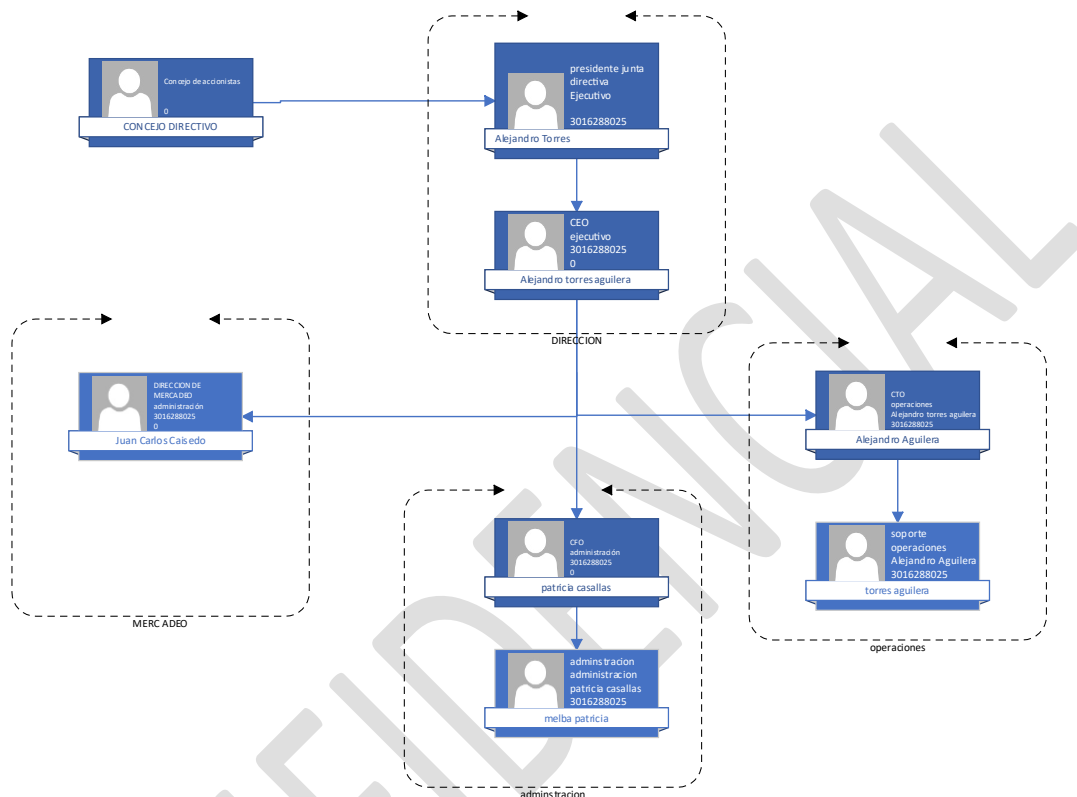 Concejo de accionistas
0
CONCEJO DIRECTIVO
presidente junta
directiva
Ejecutivo
3016288025
Alejandro Torres
CEO
ejecutivo
3016288025
0
Alejandro torres aguilera
DIRECCION
DIRECCION DE
MERCADEO
administración
3016288025
0
Juan Carlos Caisedo
MERCADEO
CTO
operaciones
Alejandro torres aguilera
3016288025
Alejandro Aguilera
soporte
operaciones
Alejandro Aguilera
3016288025
torres aguilera
operaciones
CFO
administración
3016288025
0
patricia casallas
adminstracion
administracion
patricia casallas
3016288025
melba patricia
adminstracion